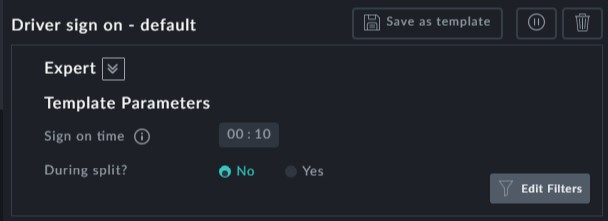 Driver sign on - default
Save as template
Expert
Template Parameters
Sign on time
00 : 10
During split?
No
Yes
Edit Filters